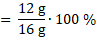 = 12 g / 16 g · 100 %